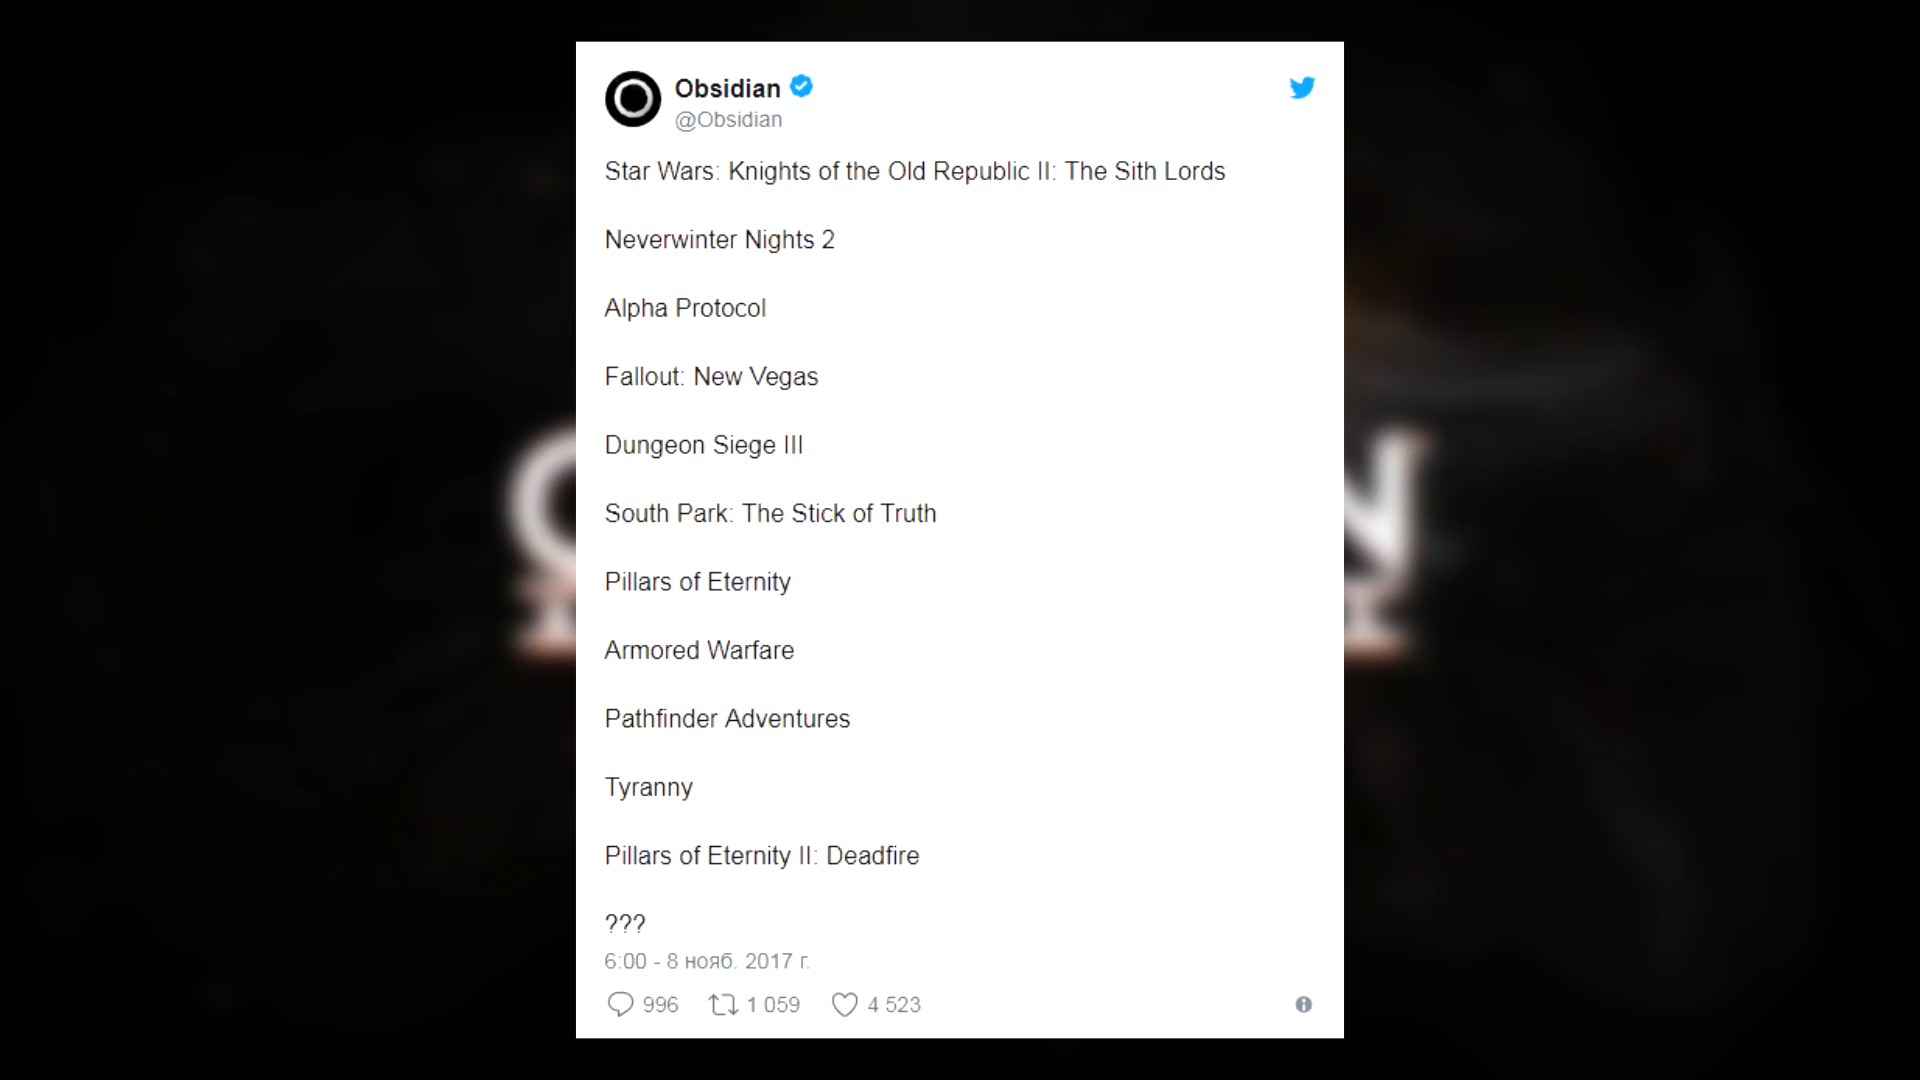 Obsidian
@Obsidian
Star Wars: Knights of the Old Republic II: The Sith Lords
Neverwinter Nights 2
Alpha Protocol
Fallout: New Vegas
Dungeon Siege III
South Park: The Stick of Truth
Pillars of Eternity
Armored Warfare
Pathfinder Adventures
Tyranny
Pillars of Eternity II: Deadfire
???
6:00 - 8 нояб. 2017 г.
996 1 059 4 523